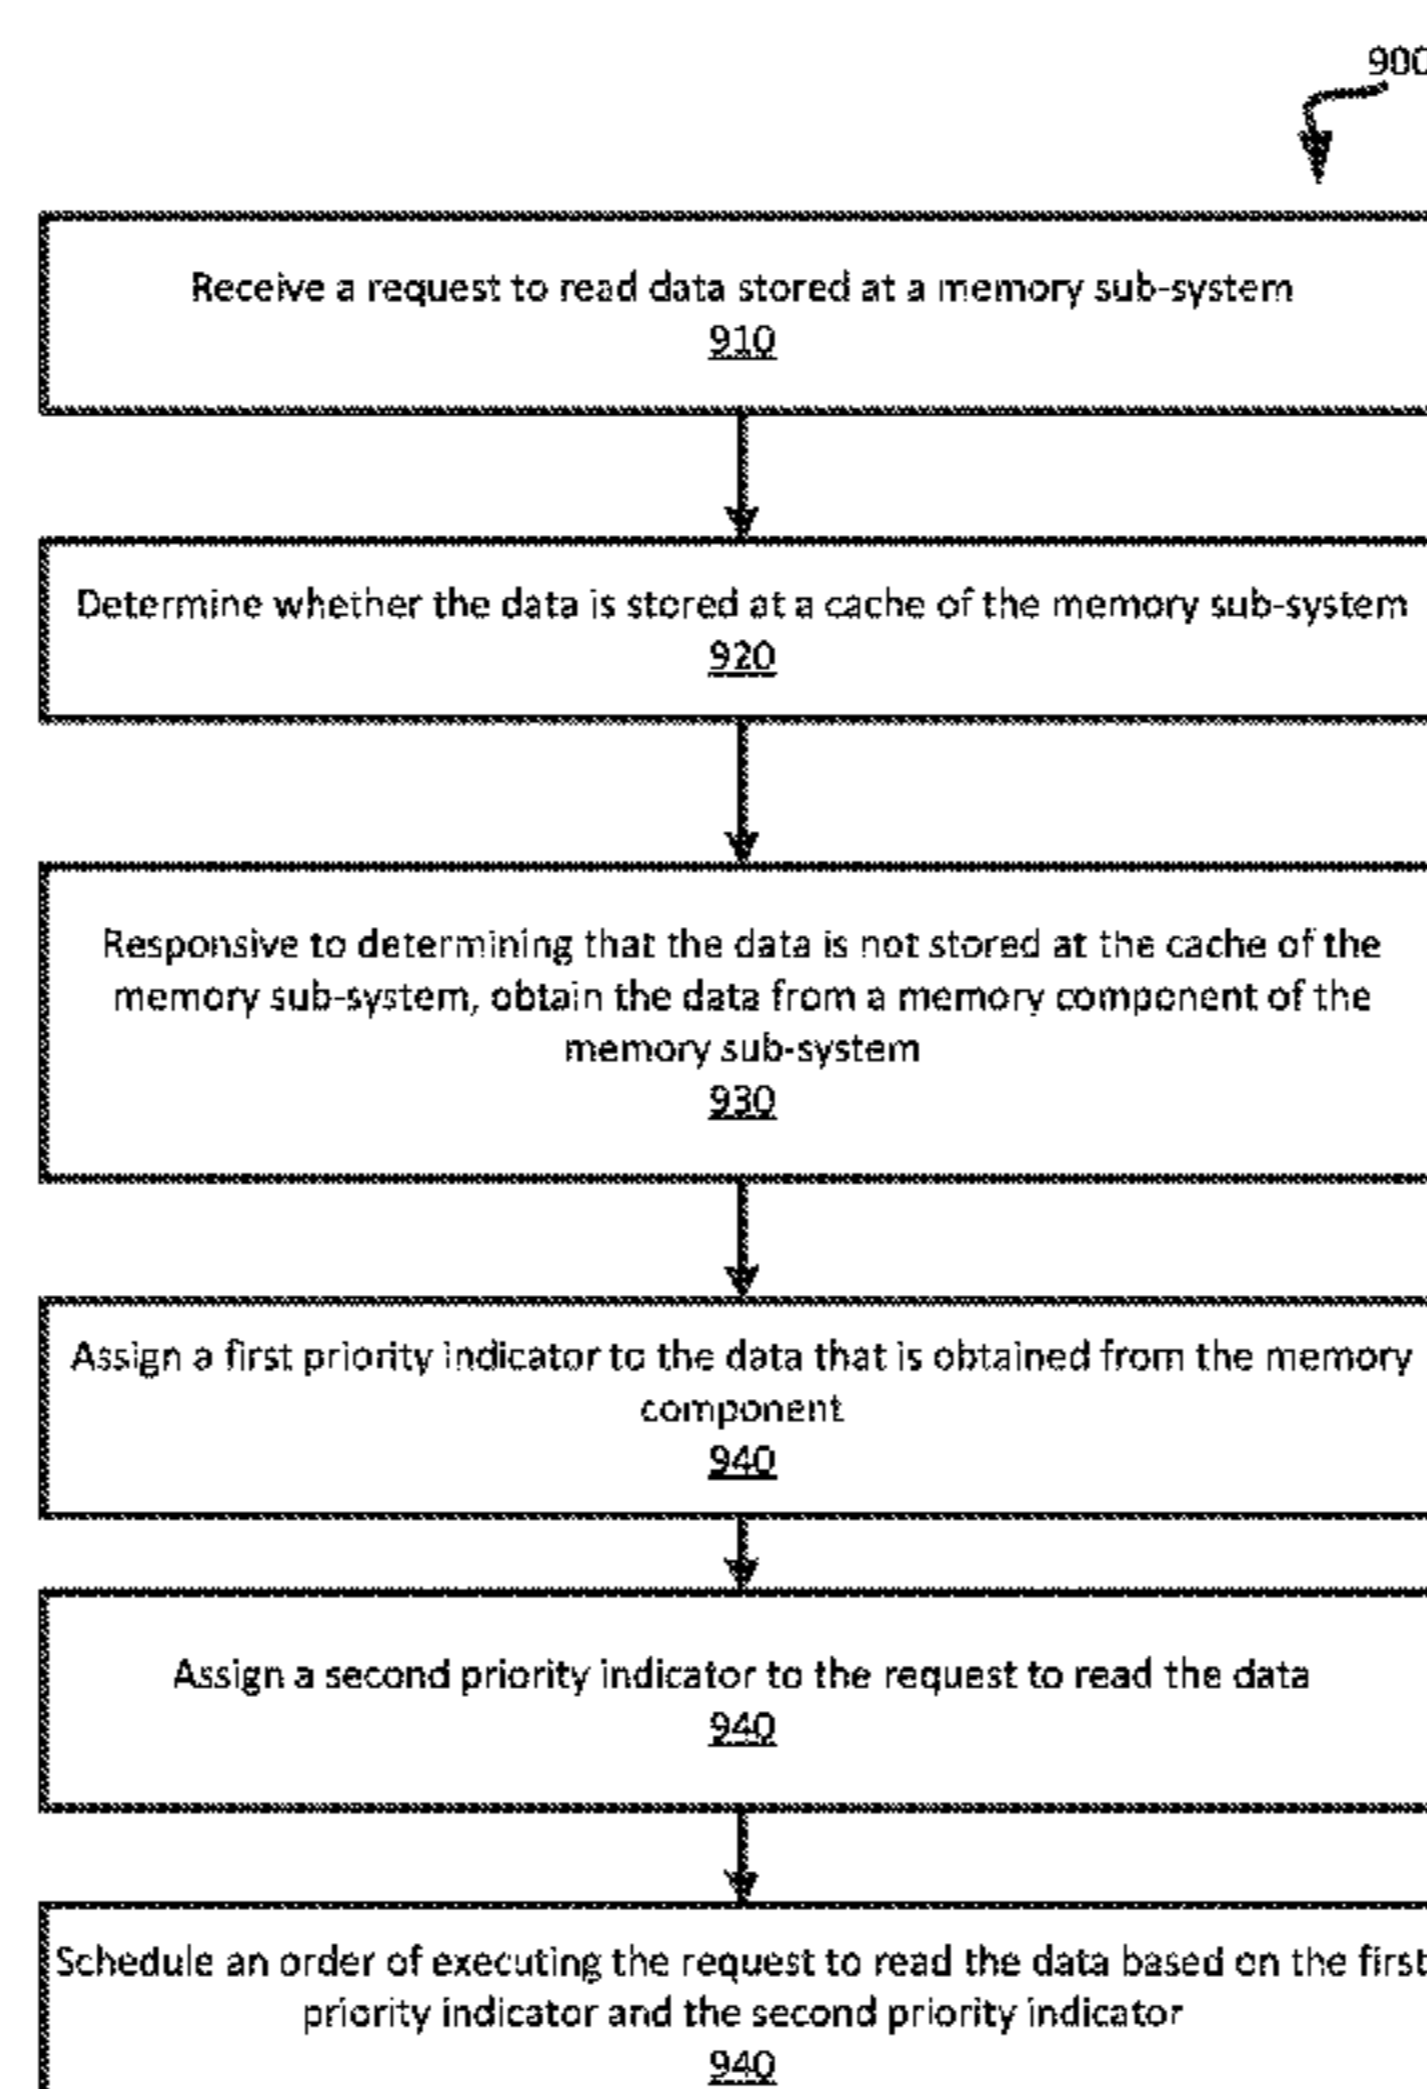 900
Receive a request to read data stored at a memory sub-system
910
Determine whether the data is stored at a cache of the memory sub-system
920
Responsive to determining that the data is not stored at the cache of the
memory sub-system, obtain the data from a memory component of the
memory sub-system
930
Assign a first priority indicator to the data that is obtained from the memory
component
940
Assign a second priority indicator to the request to read the data
940
Schedule an order of executing the request to read the data based on the first
priority indicator and the second priority indicator
940